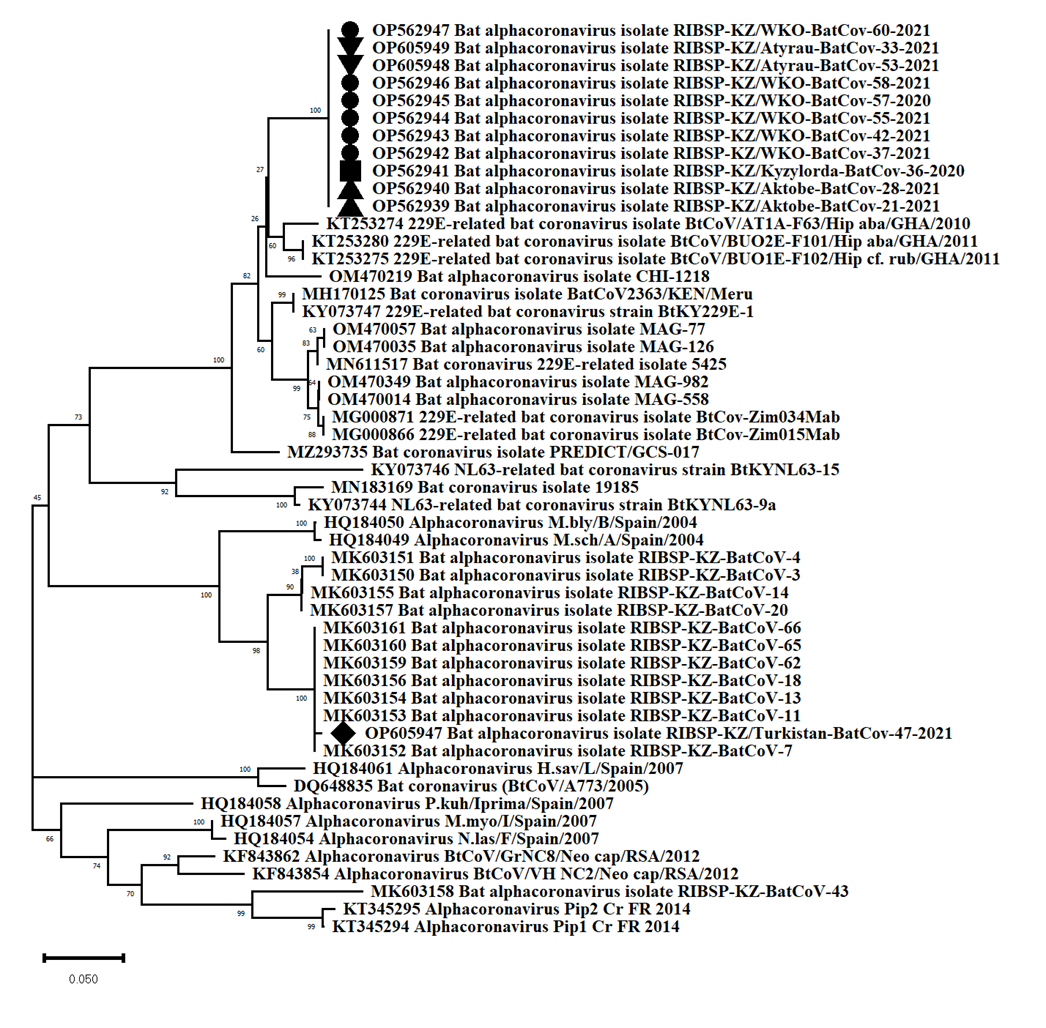 OP562947 Bat alphacoronavirus isolate RIBSP-KZ/WKO-BatCov-60-2021
OP605949 Bat alphacoronavirus isolate RIBSP-KZ/Atyrau-BatCov-33-2021
OP605948 Bat alphacoronavirus isolate RIBSP-KZ/Atyrau-BatCov-53-2021
OP562946 Bat alphacoronavirus isolate RIBSP-KZ/WKO-BatCov-58-2021
OP562945 Bat alphacoronavirus isolate RIBSP-KZ/WKO-BatCov-57-2020
100
OP562944 Bat alphacoronavirus isolate RIBSP-KZ/WKO-BatCov-55-2021
OP562943 Bat alphacoronavirus isolate RIBSP-KZ/WKO-BatCov-42-2021
OP562942 Bat alphacoronavirus isolate RIBSP-KZ/WKO-BatCov-37-2021
27
OP562941 Bat alphacoronavirus isolate RIBSP-KZ/Kyzylorda-BatCov-36-2020
OP562940 Bat alphacoronavirus isolate RIBSP-KZ/Aktobe-BatCov-28-2021
OP562939 Bat alphacoronavirus isolate RIBSP-KZ/Aktobe-BatCov-21-2021
26
KT253274 229E-related bat coronavirus isolate BtCoV/AT1A-F63/Hip aba/GHA/2010
60
KT253280 229E-related bat coronavirus isolate BtCoV/BUO2E-F101/Hip aba/GHA/2011
96
KT253275 229E-related bat coronavirus isolate BtCoV/BUO1E-F102/Hip cf. rub/GHA/2011
82
OM470219 Bat alphacoronavirus isolate CHI-1218
99
MH170125 Bat coronavirus isolate BatCoV2363/KEN/Meru
KY073747 229E-related bat coronavirus strain BtKY229E-1
63
OM470057 Bat alphacoronavirus isolate MAG-77
60
83
OM470035 Bat alphacoronavirus isolate MAG-126
100
MN611517 Bat coronavirus 229E-related isolate 5425
99
64
OM470349 Bat alphacoronavirus isolate MAG-982
OM470014 Bat alphacoronavirus isolate MAG-558
73
75
MG000871 229E-related bat coronavirus isolate BtCov-Zim034Mab
88
MG000866 229E-related bat coronavirus isolate BtCov-Zim015Mab
MZ293735 Bat coronavirus isolate PREDICT/GCS-017
KY073746 NL63-related bat coronavirus strain BtKYNL63-15
92
MN183169 Bat coronavirus isolate 19185
45
100
KY073744 NL63-related bat coronavirus strain BtKYNL63-9a
100
HQ184050 Alphacoronavirus M.bly/B/Spain/2004
HQ184049 Alphacoronavirus M.sch/A/Spain/2004
100
MK603151 Bat alphacoronavirus isolate RIBSP-KZ-BatCoV-4
38
MK603150 Bat alphacoronavirus isolate RIBSP-KZ-BatCoV-3
100
90
MK603155 Bat alphacoronavirus isolate RIBSP-KZ-BatCoV-14
MK603157 Bat alphacoronavirus isolate RIBSP-KZ-BatCoV-20
MK603161 Bat alphacoronavirus isolate RIBSP-KZ-BatCoV-66
98
MK603160 Bat alphacoronavirus isolate RIBSP-KZ-BatCoV-65
MK603159 Bat alphacoronavirus isolate RIBSP-KZ-BatCoV-62
MK603156 Bat alphacoronavirus isolate RIBSP-KZ-BatCoV-18
100
MK603154 Bat alphacoronavirus isolate RIBSP-KZ-BatCoV-13
MK603153 Bat alphacoronavirus isolate RIBSP-KZ-BatCoV-11
OP605947 Bat alphacoronavirus isolate RIBSP-KZ/Turkistan-BatCov-47-2021
MK603152 Bat alphacoronavirus isolate RIBSP-KZ-BatCoV-7
100
HQ184061 Alphacoronavirus H.sav/L/Spain/2007
DQ648835 Bat coronavirus (BtCoV/A773/2005)
HQ184058 Alphacoronavirus P.kuh/Iprima/Spain/2007
100
HQ184057 Alphacoronavirus M.myo/I/Spain/2007
66
HQ184054 Alphacoronavirus N.las/F/Spain/2007
92
KF843862 Alphacoronavirus BtCoV/GrNC8/Neo cap/RSA/2012
74
KF843854 Alphacoronavirus BtCoV/VH NC2/Neo cap/RSA/2012
70
MK603158 Bat alphacoronavirus isolate RIBSP-KZ-BatCoV-43
99
KT345295 Alphacoronavirus Pip2 Cr FR 2014
99
KT345294 Alphacoronavirus Pip1 Cr FR 2014
0.050